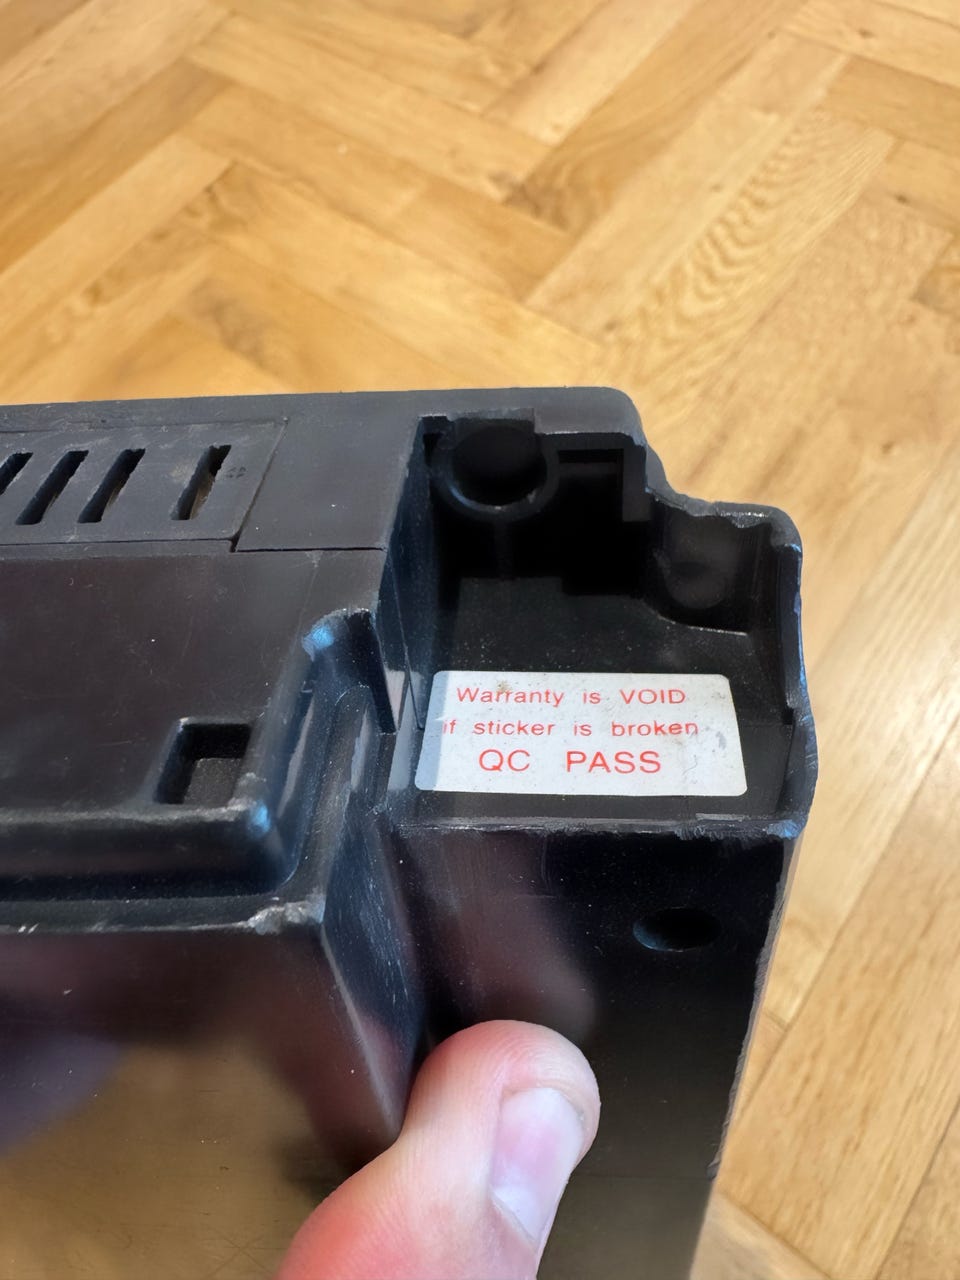 Warranty is VOID
if sticker is broken
QC PASS